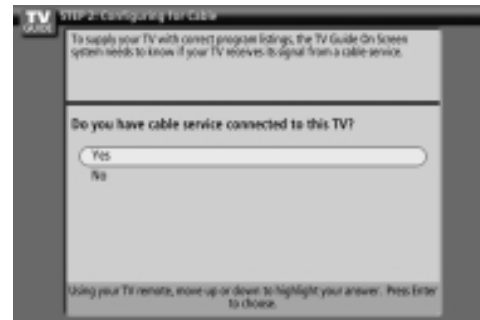 TV
GUIDE
STEP 2: Configuring for Cable
To supply your TV with correct program listings, the TV Guide On Screen
system needs to know if your TV receives its signal from a cable service.
Do you have cable service connected to this TV?
Yes
No
Using your TV remote, move up or down to highlight your answer. Press Enter
to choose.